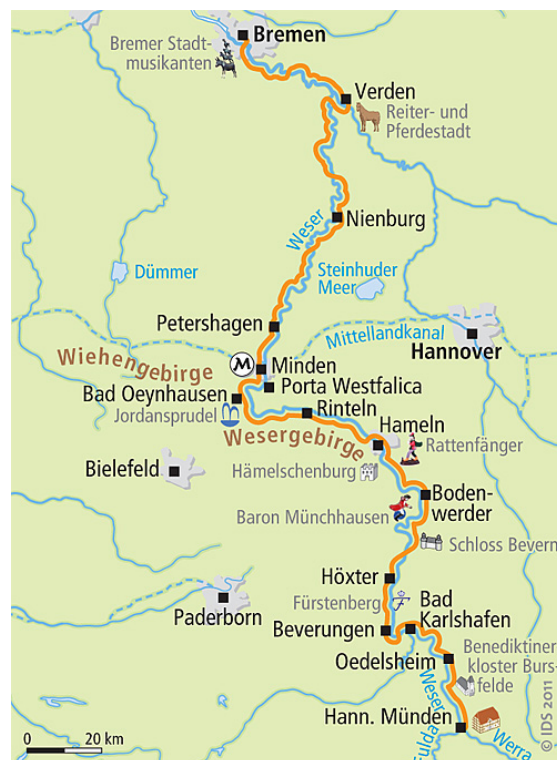 Bremen
Bremer Stadt-
musikanten
Verden
Reiter- und
Pferdestadt
Nienburg
Weser
Dümmer
Steinhuder
Meer
Petershagen
Mittellandkanal
Hannover
Wiehengebirge
M
Minden
Porta Westfalica
Bad Oeynhausen
Jordansprudel
Rinteln
Wesergebirge
Hameln
Rattenfänger
Bielefeld
Hämelschenburg
Boden-
werder
Baron Münchhausen
Schloss Bevern
Höxter
Fürstenberg
Paderborn
Bad
Karlshafen
Beverungen
Benediktiner-
kloster Burs-
felde
Oedelsheim
Weser
Hann. Münden
Fulda
Werra
0 20 km
© IDS 2011